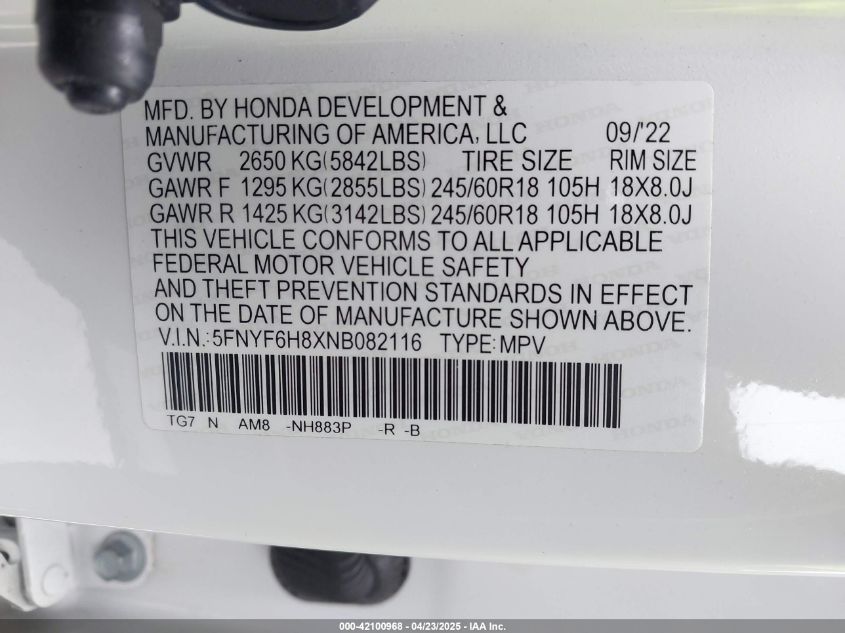 MFD. BY HONDA DEVELOPMENT &
MANUFACTURING OF AMERICA, LLC 09/'22
GVWR 2650 KG(5842LBS) TIRE SIZE RIM SIZE
GAWR F 1295 KG(2855LBS) 245/60R18 105H 18X8.0J
GAWR R 1425 KG(3142LBS) 245/60R18 105H 18X8.0J
THIS VEHICLE CONFORMS TO ALL APPLICABLE
FEDERAL MOTOR VEHICLE SAFETY
AND THEFT PREVENTION STANDARDS IN EFFECT
ON THE DATE OF MANUFACTURE SHOWN ABOVE.
V.I.N.:5FNYF6H8XNB082116 TYPE:MPV
TG7 N AM8 -NH883P -R -B
000-42100968 - 04/23/2025 - IAA Inc.